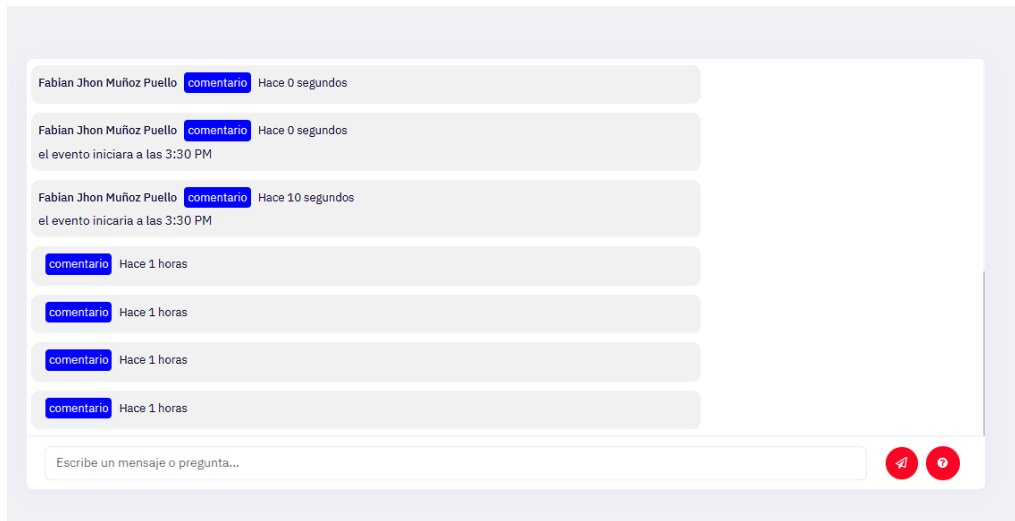 Fabian Jhon Muñoz Puello comentario Hace 0 segundos
Fabian Jhon Muñoz Puello comentario Hace 0 segundos
el evento iniciara a las 3:30 PM
Fabian Jhon Muñoz Puello comentario Hace 10 segundos
el evento inicaria a las 3:30 PM
comentario Hace 1 horas
comentario Hace 1 horas
comentario Hace 1 horas
comentario Hace 1 horas
Escribe un mensaje o pregunta...